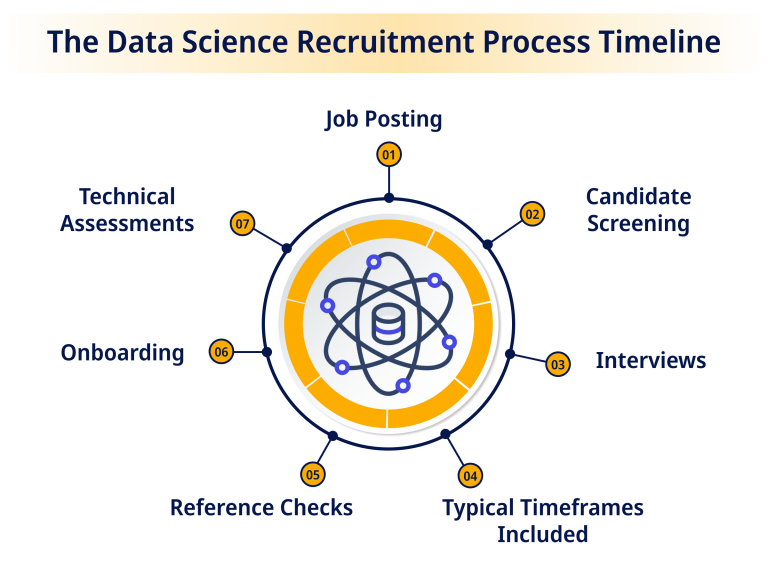 The Data Science Recruitment Process Timeline
Job Posting
01
02
Candidate
Screening
03
Interviews
04
Typical Timeframes
Included
05
Reference Checks
06
Onboarding
07
Technical
Assessments